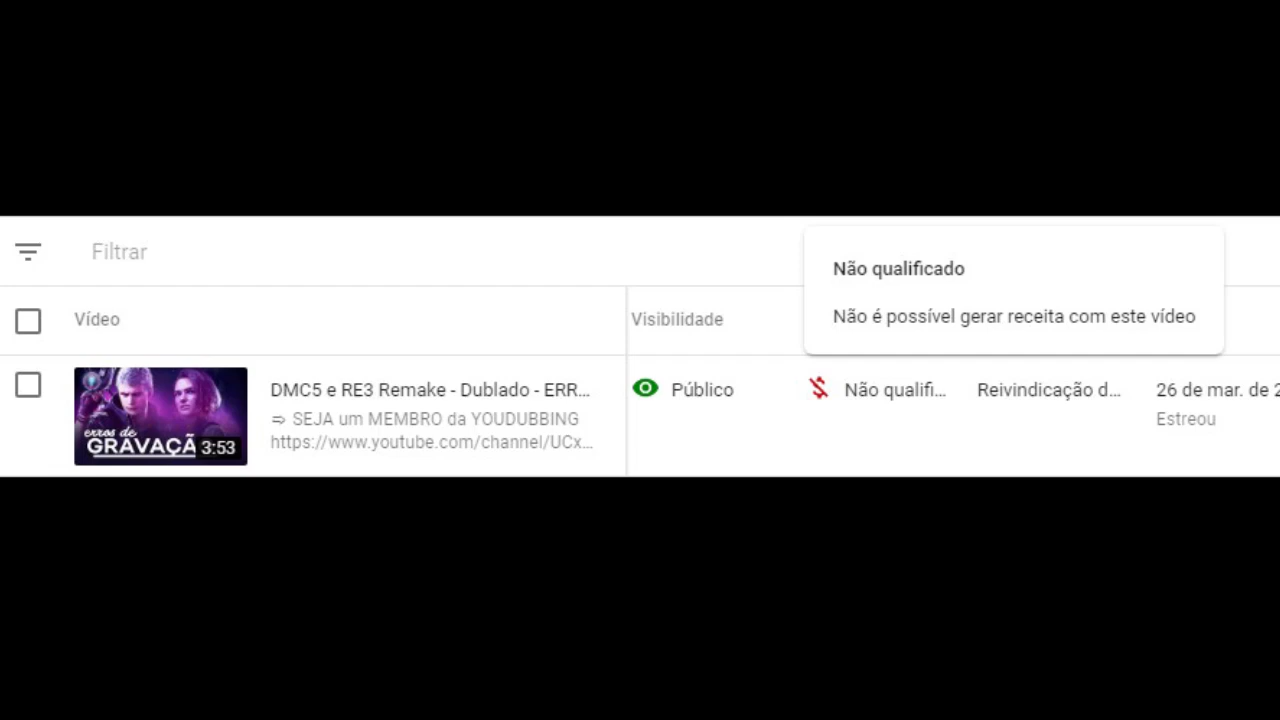 Filtrar
Não qualificado
Não é possível gerar receita com este vídeo
Vídeo
Visibilidade
erros de
GRAVAÇÃ
3:53
DMC5 e RE3 Remake - Dublado - ERR...
⇨ SEJA um MEMBRO da YOUDUBBING
https://www.youtube.com/channel/UCx...
Público
Não qualifi...
Reivindicação d...
26 de mar. de 2
Estreou